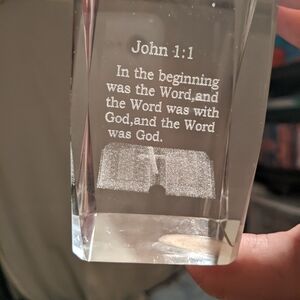 John 1:1
In the beginning
was the Word,and
the Word was with
God,and the Word
was God.